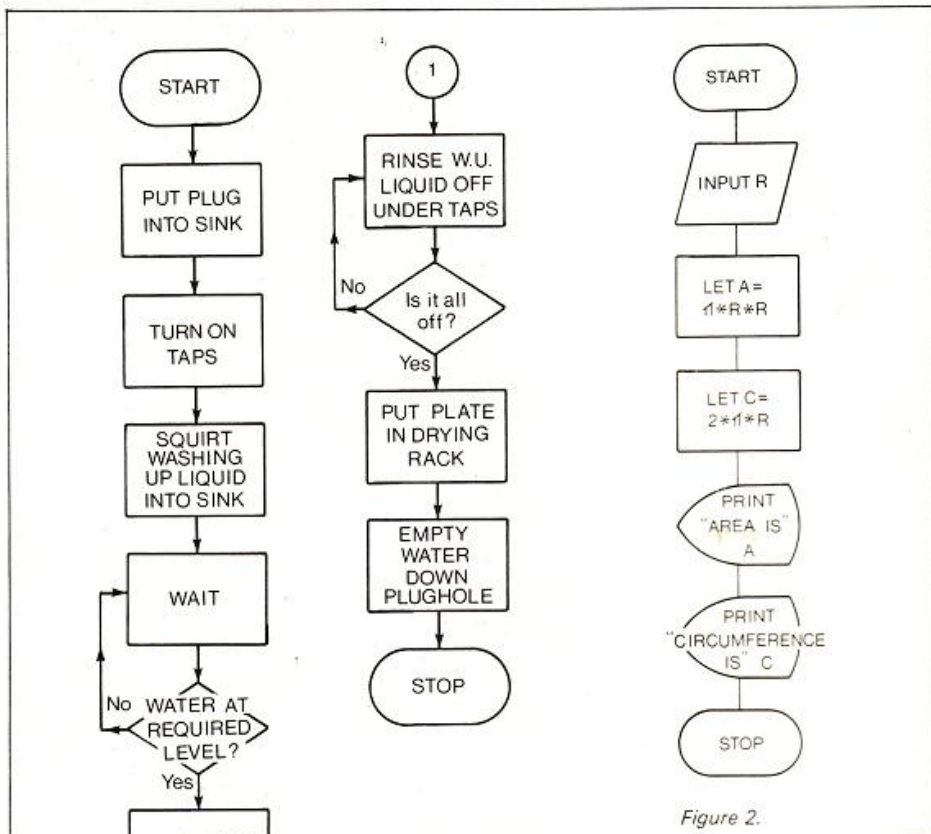 START
PUT PLUG
INTO SINK
TURN ON
TAPS
SQUIRT
WASHING
UP LIQUID
INTO SINK
WAIT
No
WATER AT
REQUIRED
LEVEL?
Yes
1
RINSE W.U.
LIQUID OFF
UNDER TAPS
No
Is it all
off?
Yes
PUT PLATE
IN DRYING
RACK
EMPTY
WATER
DOWN
PLUGHOLE
STOP
START
INPUT R
LET A=
π*R*R
LET C=
2*π*R
PRINT
"AREA IS"
A
PRINT
"CIRCUMFERENCE
IS" C
STOP
Figure 2.